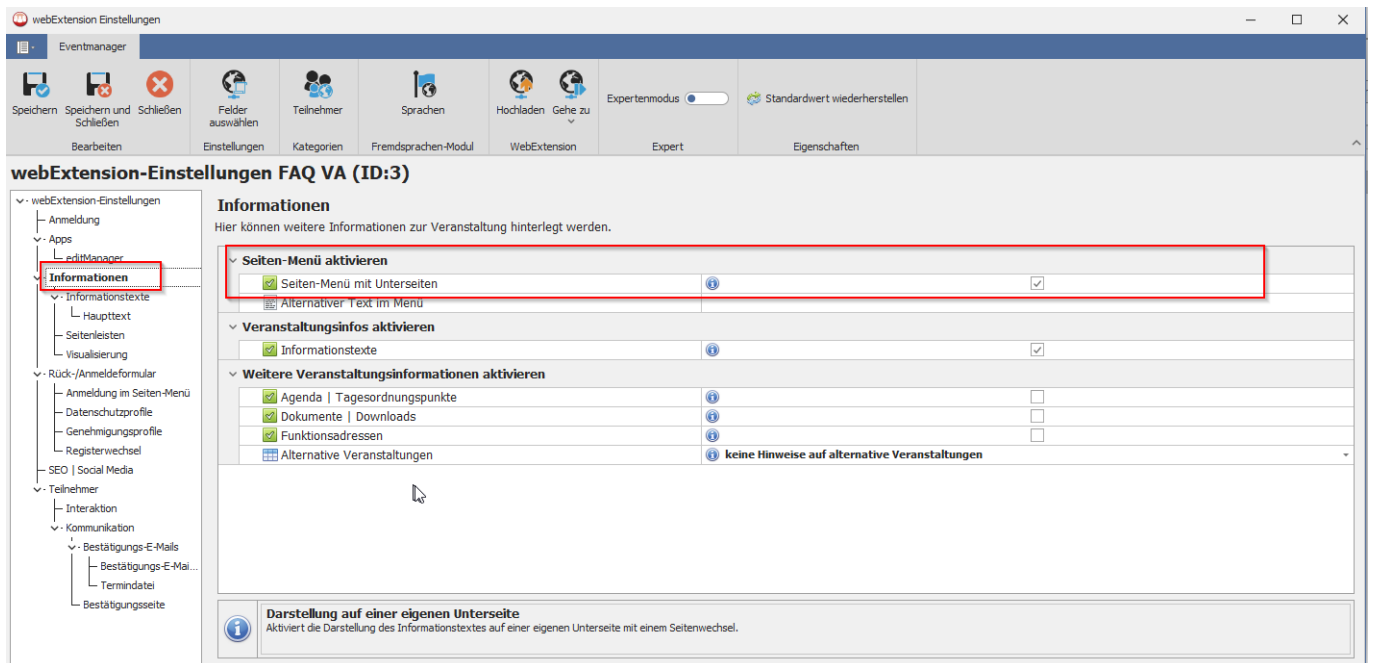 webExtension Einstellungen
Eventmanager
Speichern
Speichern und Schließen
Schließen
Bearbeiten
Felder auswählen
Einstellungen
Teilnehmer
Kategorien
Sprachen
Fremdsprachen-Modul
Hochladen
Gehe zu
WebExtension
Expertenmodus
Expert
Standardwert wiederherstellen
Eigenschaften
webExtension-Einstellungen FAQ VA (ID:3)
webExtension-Einstellungen
Anmeldung
Apps
editManager
Informationen
Informationstexte
Haupttext
Seitenleisten
Visualisierung
Rück-/Anmeldeformular
Anmeldung im Seiten-Menü
Datenschutzprofile
Genehmigungsprofile
Registerwechsel
SEO | Social Media
Teilnehmer
Interaktion
Kommunikation
Bestätigungs-E-Mails
Bestätigungs-E-Mai...
Termindatei
Bestätigungsseite
Informationen
Hier können weitere Informationen zur Veranstaltung hinterlegt werden.
Seiten-Menü aktivieren
Seiten-Menü mit Unterseiten
Alternativer Text im Menü
Veranstaltungsinfos aktivieren
Informationstexte
Weitere Veranstaltungsinformationen aktivieren
Agenda | Tagesordnungspunkte
Dokumente | Downloads
Funktionsadressen
Alternative Veranstaltungen keine Hinweise auf alternative Veranstaltungen
Darstellung auf einer eigenen Unterseite
Aktiviert die Darstellung des Informationstextes auf einer eigenen Unterseite mit einem Seitenwechsel.